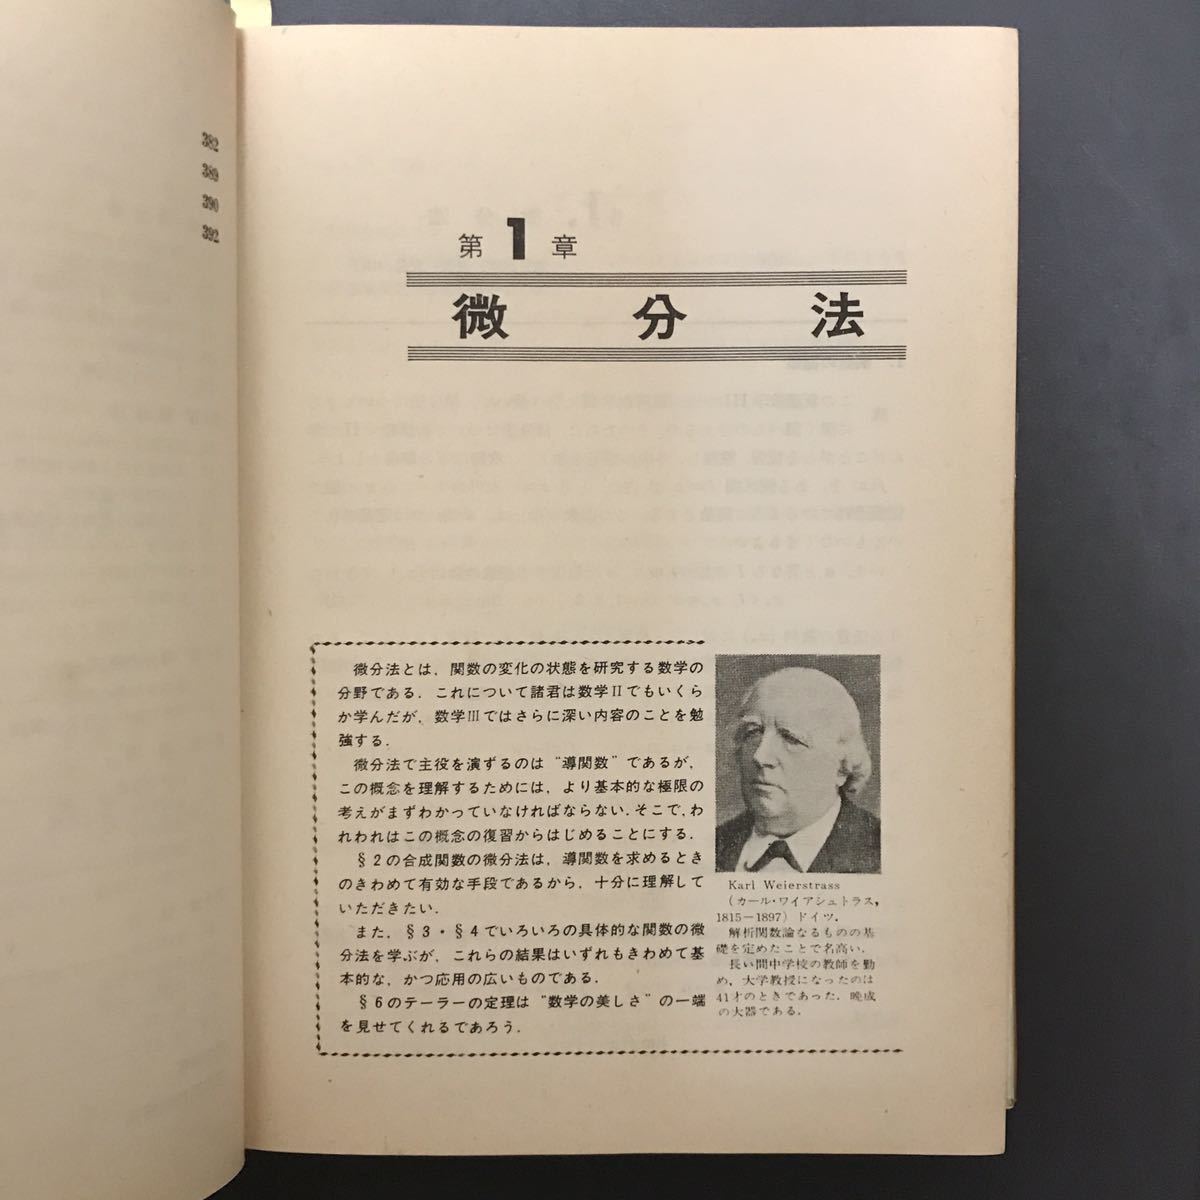 382
389
390
392
第1章
微分法
微分法とは，関数の変化の状態を研究する数学の
分野である．これについて諸君は数学IIでもいくら
か学んだが，数学IIIではさらに深い内容のことを勉
強する．
微分法で主役を演ずるのは“導関数”であるが，
この概念を理解するためには，より基本的な極限の
考えがまずわかっていなければならない．そこで，わ
れわれはこの概念の復習からはじめることにする．
§2の合成関数の微分法は，導関数を求めるとき
のきわめて有効な手段であるから，十分に理解して
いただきたい．
また，§3・§4でいろいろの具体的な関数の微
分法を学ぶが，これらの結果はいずれもきわめて基
本的な，かつ応用の広いものである．
§6のテーラーの定理は“数学の美しさ”の一端
を見せてくれるであろう．
Karl Weierstrass
（カール・ワイアシュトラス，
1815－1897）ドイツ．
解析関数論なるものの基
礎を定めたことで名高い．
長い間中学校の教師を勤
め，大学教授になったのは
41才のときであった．晩成
の大器である．